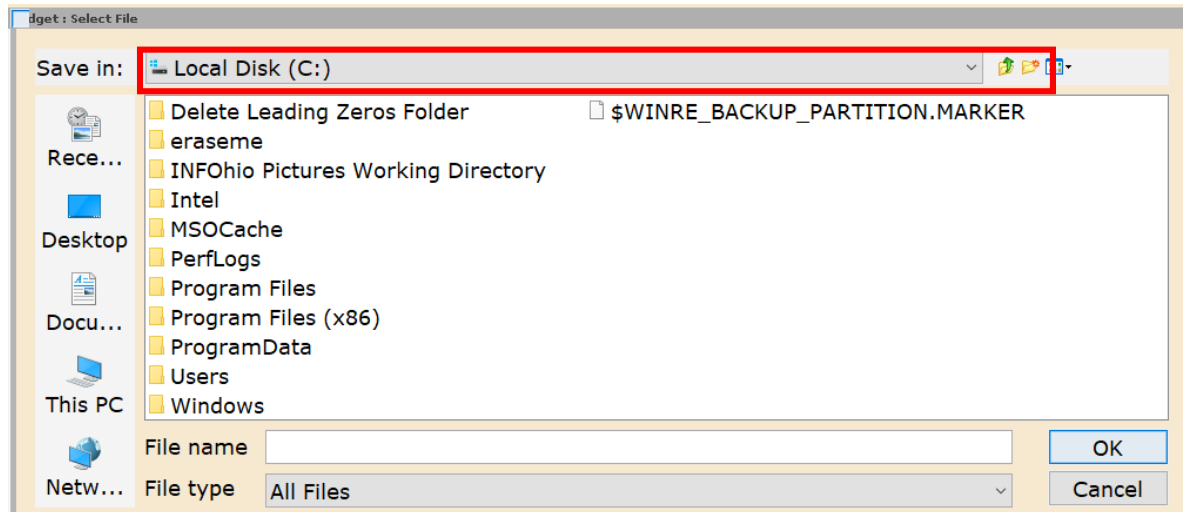 dget : Select File
Save in: Local Disk (C:)
Rece...
Desktop
Docu...
This PC
Netw...
Delete Leading Zeros Folder
eraseme
INFOhio Pictures Working Directory
Intel
MSOCache
PerfLogs
Program Files
Program Files (x86)
ProgramData
Users
Windows
$WINRE_BACKUP_PARTITION.MARKER
File name
OK
File type All Files
Cancel